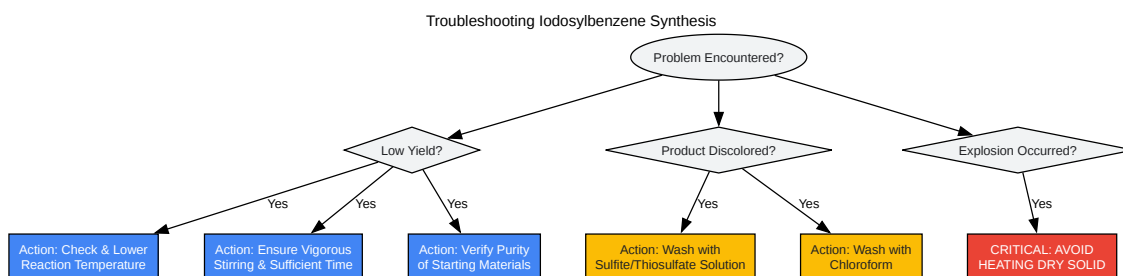 Troubleshooting Iodosylbenzene Synthesis
Problem Encountered?
Low Yield?
Product Discolored?
Explosion Occurred?
Yes
Yes
Yes
Yes
Yes
Yes
Action: Check & Lower
Reaction Temperature
Action: Ensure Vigorous
Stirring & Sufficient Time
Action: Verify Purity
of Starting Materials
Action: Wash with
Sulfite/Thiosulfate Solution
Action: Wash with
Chloroform
CRITICAL: AVOID
HEATING DRY SOLID